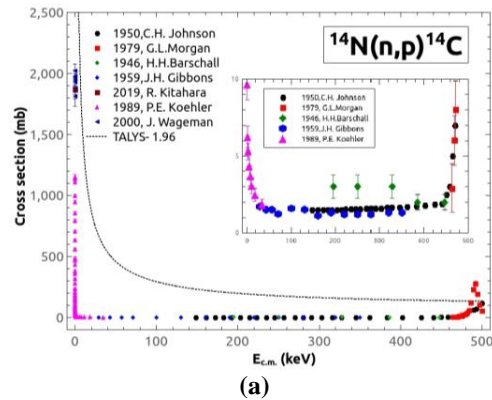 1950,C.H. Johnson
1979, G.L.Morgan
1946, H.H.Barschall
1959,J.H. Gibbons
2019, R. Kitahara
1989, P.E. Koehler
2000, J. Wageman
TALYS- 1.96
¹⁴N(n,p)¹⁴C
2,500
2,000
1,500
1,000
500
0
Cross section (mb)
10
5
0
1950,C.H. Johnson
1979, G.L.Morgan
1946, H.H.Barschall
1959,J.H. Gibbons
1989, P.E. Koehler
0 100 200 300 400 500
0 100 200 300 400 500
E c.m. (keV)
(a)